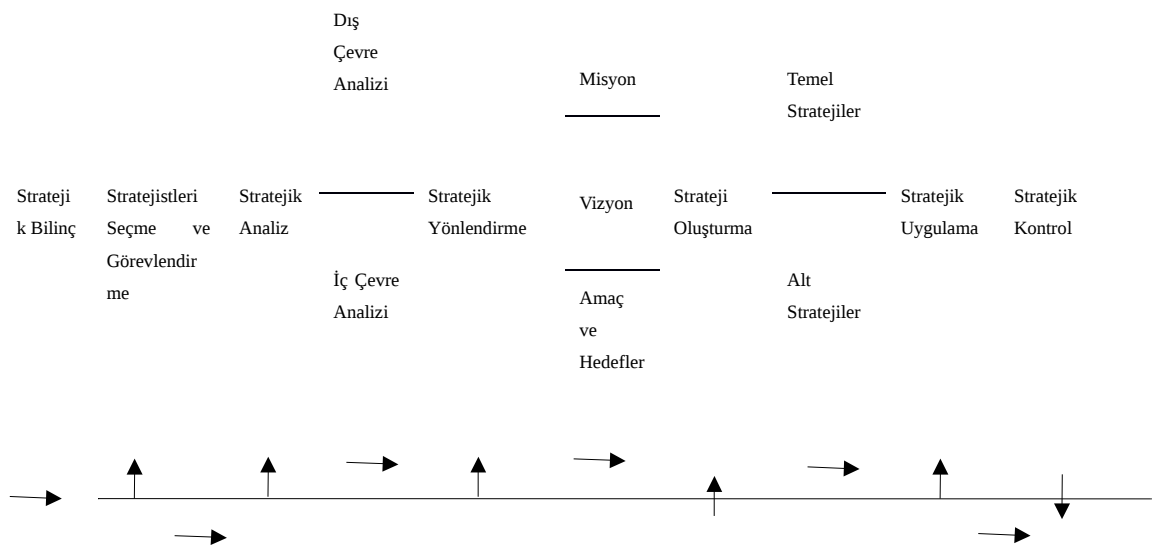 Dış
Çevre
Analizi
Misyon
Temel
Stratejiler
Strateji
k Bilinç
Stratejistleri
Seçme ve
Görevlendir
me
Stratejik
Analiz
Stratejik
Yönlendirme
Vizyon
Strateji
Oluşturma
Stratejik
Uygulama
Stratejik
Kontrol
İç Çevre
Analizi
Amaç
ve
Hedefler
Alt
Stratejiler